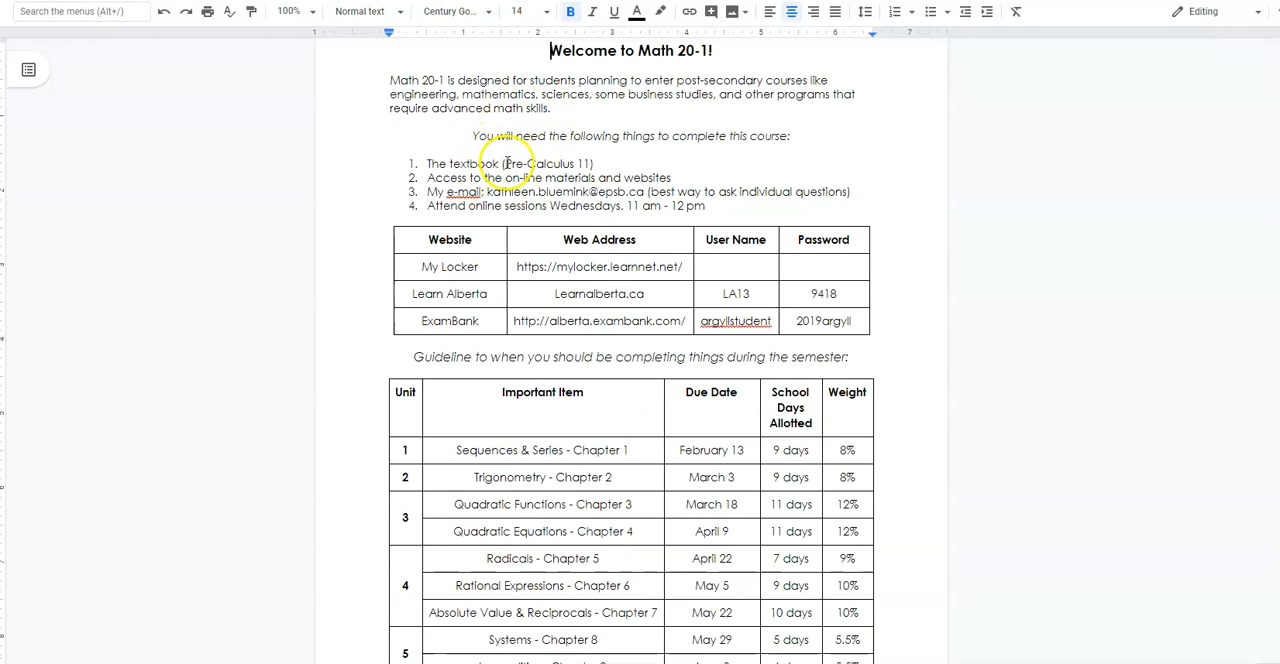 Search the menus (Alt+/)
100%
Normal text
Century Go...
14
B I U A
Editing
1 1 2 3 4 5 6 7
Welcome to Math 20-1!
Math 20-1 is designed for students planning to enter post-secondary courses like
engineering, mathematics, sciences, some business studies, and other programs that
require advanced math skills.
You will need the following things to complete this course:
1. The textbook (Pre-Calculus 11)
2. Access to the on-line materials and websites
3. My e-mail: kathleen.bluemink@epsb.ca (best way to ask individual questions)
4. Attend online sessions Wednesdays, 11 am - 12 pm
Website Web Address User Name Password
My Locker https://mylocker.learnnet.net/
Learn Alberta Learnalberta.ca LA13 9418
ExamBank http://alberta.exambank.com/ argyllstudent 2019argyll
Guideline to when you should be completing things during the semester:
Unit Important Item Due Date School Days Allotted Weight
1 Sequences & Series - Chapter 1 February 13 9 days 8%
2 Trigonometry - Chapter 2 March 3 9 days 8%
3 Quadratic Functions - Chapter 3 March 18 11 days 12%
Quadratic Equations - Chapter 4 April 9 11 days 12%
4 Radicals - Chapter 5 April 22 7 days 9%
Rational Expressions - Chapter 6 May 5 9 days 10%
Absolute Value & Reciprocals - Chapter 7 May 22 10 days 10%
5 Systems - Chapter 8 May 29 5 days 5.5%